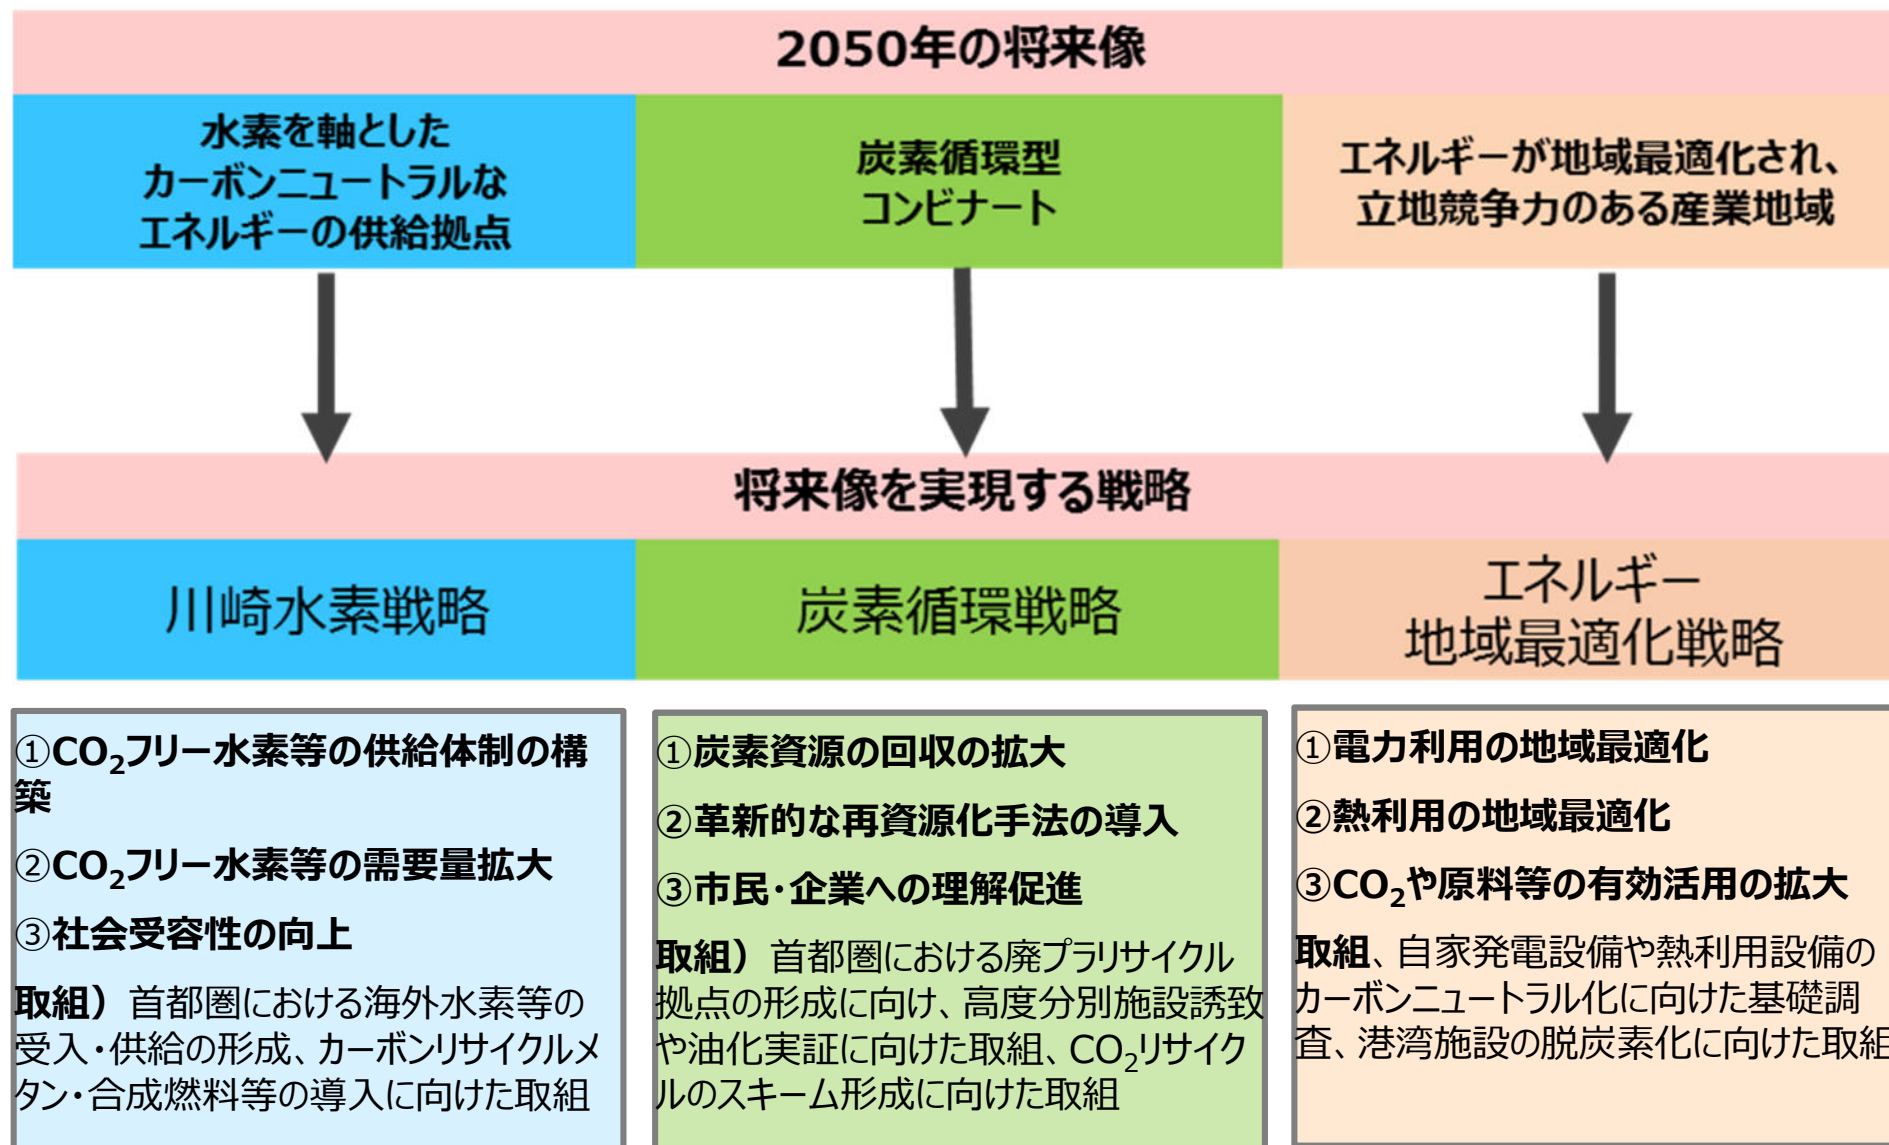 2050年の将来像
水素を軸とした
カーボンニュートラルな
エネルギーの供給拠点
炭素循環型
コンビナート
エネルギーが地域最適化され、
立地競争力のある産業地域
将来像を実現する戦略
川崎水素戦略
炭素循環戦略
エネルギー
地域最適化戦略
①CO₂フリー水素等の供給体制の構
築
②CO₂フリー水素等の需要量拡大
③社会受容性の向上
取組）首都圏における海外水素等の
受入・供給の形成、カーボンリサイクルメ
タン・合成燃料等の導入に向けた取組
①炭素資源の回収の拡大
②革新的な再資源化手法の導入
③市民・企業への理解促進
取組）首都圏における廃プラリサイクル
拠点の形成に向け、高度分別施設誘致
や油化実証に向けた取組、CO₂リサイク
ルのスキーム形成に向けた取組
①電力利用の地域最適化
②熱利用の地域最適化
③CO₂や原料等の有効活用の拡大
取組、自家発電設備や熱利用設備の
カーボンニュートラル化に向けた基礎調
査、港湾施設の脱炭素化に向けた取組